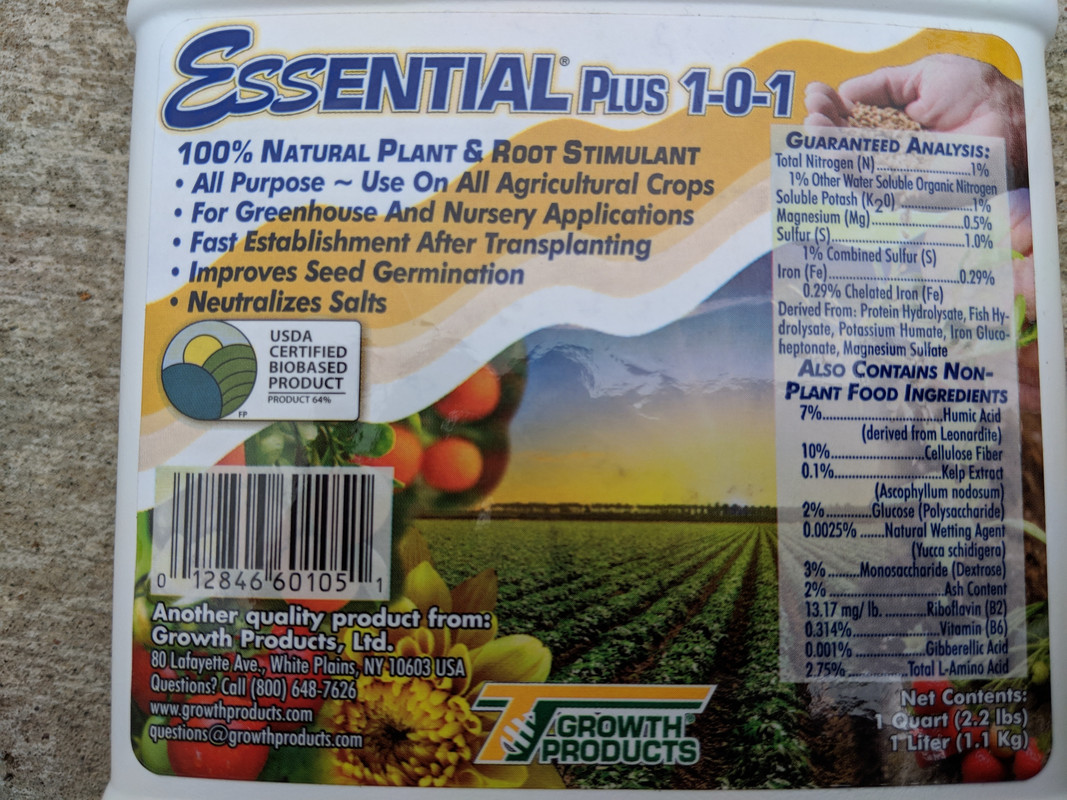 ESSENTIAL® PLUS 1-0-1
100% NATURAL PLANT & ROOT STIMULANT
• All Purpose ~ Use On All Agricultural Crops
• For Greenhouse And Nursery Applications
• Fast Establishment After Transplanting
• Improves Seed Germination
• Neutralizes Salts
USDA
CERTIFIED
BIOBASED
PRODUCT
PRODUCT 64%
FP
0 12846 60105 1
Another quality product from:
Growth Products, Ltd.
80 Lafayette Ave., White Plains, NY 10603 USA
Questions? Call (800) 648-7626
www.growthproducts.com
questions@growthproducts.com
GROWTH
PRODUCTS
GUARANTEED ANALYSIS:
Total Nitrogen (N)........................1%
1% Other Water Soluble Organic Nitrogen
Soluble Potash (K20) ..................1%
Magnesium (Mg)........................0.5%
Sulfur (S)..................................1.0%
1% Combined Sulfur (S)
Iron (Fe)..................................0.29%
0.29% Chelated Iron (Fe)
Derived From: Protein Hydrolysate, Fish Hy-
drolysate, Potassium Humate, Iron Gluco-
heptonate, Magnesium Sulfate
ALSO CONTAINS NON-
PLANT FOOD INGREDIENTS
7%..............................Humic Acid
(derived from Leonardite)
10%........................Cellulose Fiber
0.1%...........................Kelp Extract
(Ascophyllum nodosum)
2%...........Glucose (Polysaccharide)
0.0025% .......Natural Wetting Agent
(Yucca schidigera)
3%........Monosaccharide (Dextrose)
2% ..............................Ash Content
13.17 mg/ lb. ...........Riboflavin (B2)
0.314%......................Vitamin (B6)
0.001% ..................Gibberellic Acid
2.75%...............Total L-Amino Acid
Net Contents:
1 Quart (2.2 lbs)
1 Liter (1.1 Kg)